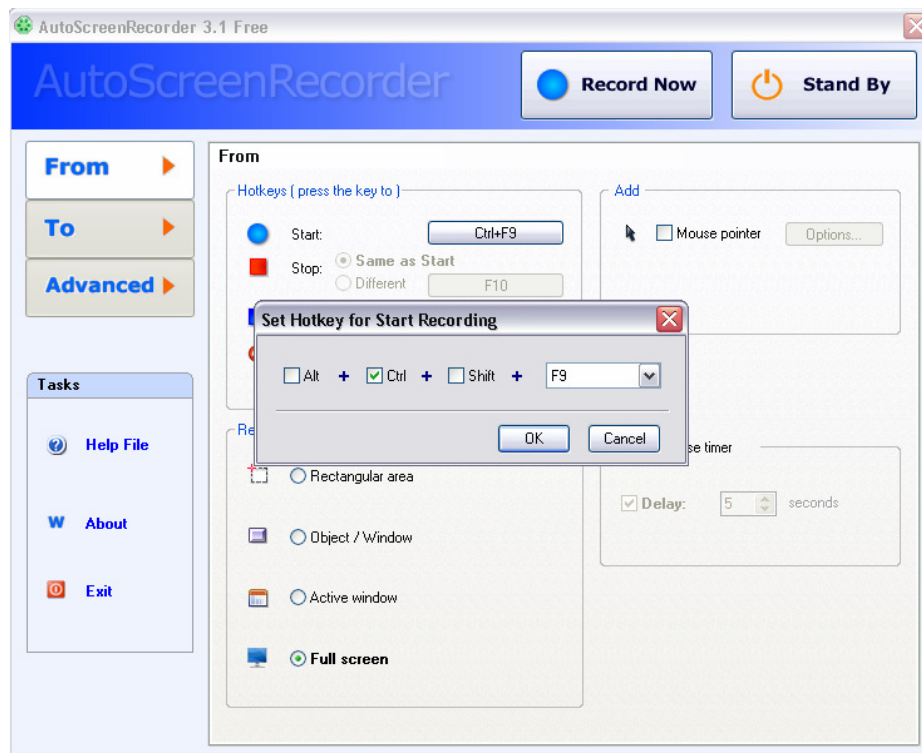 AutoScreenRecorder 3.1 Free
AutoScreenRecorder
Record Now
Stand By
From
To
Advanced
From
Hotkeys ( press the key to )
Start:
Ctrl+F9
Stop:
Same as Start
Different
F10
Add
Mouse pointer
Options...
Set Hotkey for Start Recording
Alt + Ctrl + Shift + F9
OK
Cancel
Tasks
Help File
About
Exit
Rectangular area
Object / Window
Active window
Full screen
timer
Delay:
5
seconds